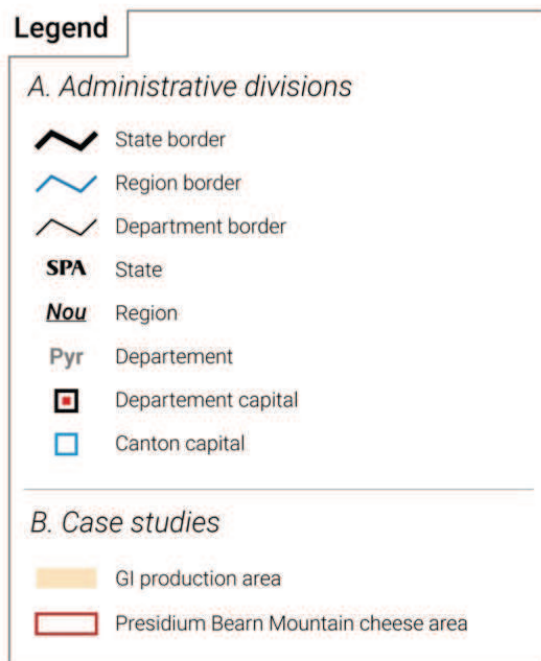 Legend
A. Administrative divisions
State border
Region border
Department border
SPA State
Nou Region
Pyr Departement
Departement capital
Canton capital
B. Case studies
GI production area
Presidium Bearn Mountain cheese area